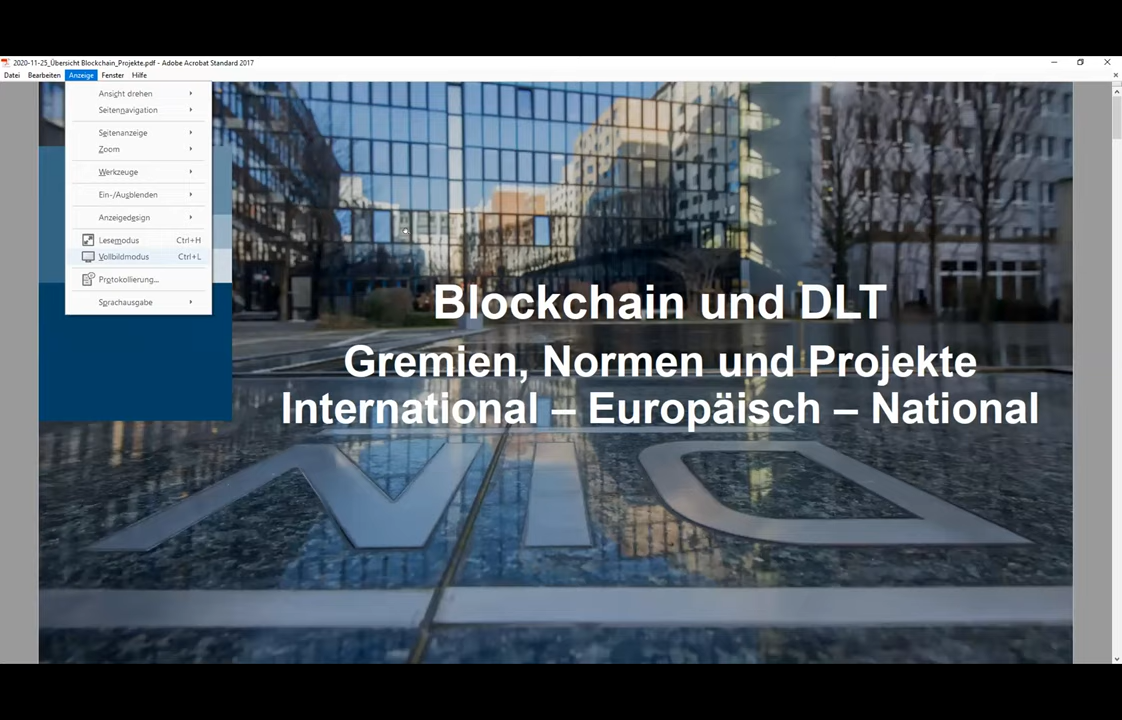 2020-11-25_Übersicht Blockchain_Projekte.pdf - Adobe Acrobat Standard 2017
Datei Bearbeiten Anzeige Fenster Hilfe
Ansicht drehen
Seitennavigation
Seitenanzeige
Zoom
Werkzeuge
Ein-/Ausblenden
Anzeigedesign
Lesemodus Ctrl+H
Vollbildmodus Ctrl+L
Protokollierung...
Sprachausgabe
Blockchain und DLT
Gremien, Normen und Projekte
International – Europäisch – National
DIN